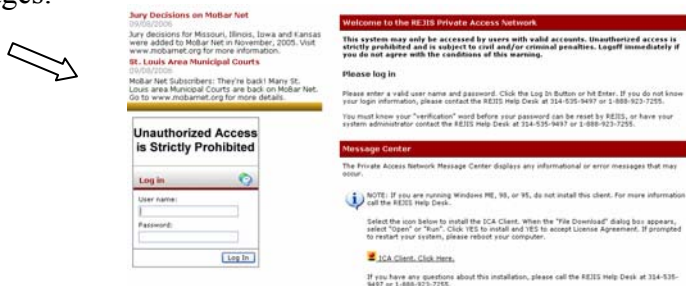 ages.
Jury Decisions on MoBar Net
09/08/2006
Jury decisions for Missouri, Illinois, Iowa and Kansas
were added to MoBar Net in November, 2005. Visit
www.mobarnet.org for more information.
St. Louis Area Municipal Courts
09/08/2006
MoBar Net Subscribers: They're back! Many St.
Louis area Municipal Courts are back on MoBar Net.
Go to www.mobarnet.org for more details.
Unauthorized Access
is Strictly Prohibited
Log in
User name:
Password:
Log In
Welcome to the REJIS Private Access Network
This system may only be accessed by users with valid accounts. Unauthorized access is
strictly prohibited and is subject to civil and/or criminal penalties. Logoff immediately if
you do not agree with the conditions of this warning.
Please log in
Please enter a valid user name and password. Click the Log In Button or hit Enter. If you do not know
your login information, please contact the REJIS Help Desk at 314-535-9497 or 1-888-923-7255.
You must know your "verification" word before your password can be reset by REJIS, or have your
system administrator contact the REJIS Help Desk at 314-535-9497 or 1-888-923-7255.
Message Center
The Private Access Network Message Center displays any informational or error messages that may
occur.
NOTE: If you are running Windows ME, 98, or 95, do not install this client. For more information
call the REJIS Help Desk.
Select the icon below to install the ICA Client. When the "File Download" dialog box appears,
select "Open" or "Run". Click YES to install and YES to accept License Agreement. If prompted
to restart your system, please reboot your computer.
ICA Client. Click Here.
If you have any questions about this installation, please call the REJIS Help Desk at 314-535-
9497 or 1-888-923-7255.